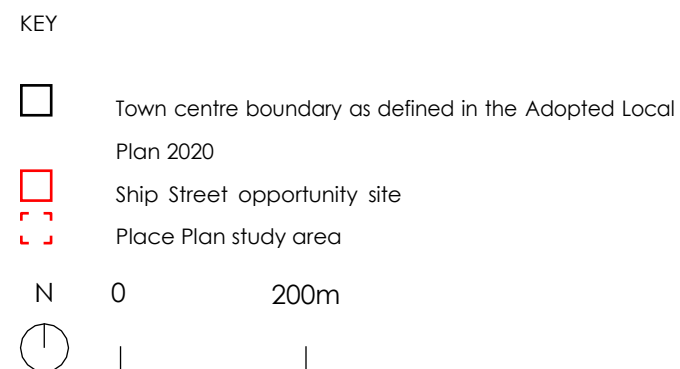 KEY
Town centre boundary as defined in the Adopted Local
Plan 2020
Ship Street opportunity site
Place Plan study area
N 0 200m